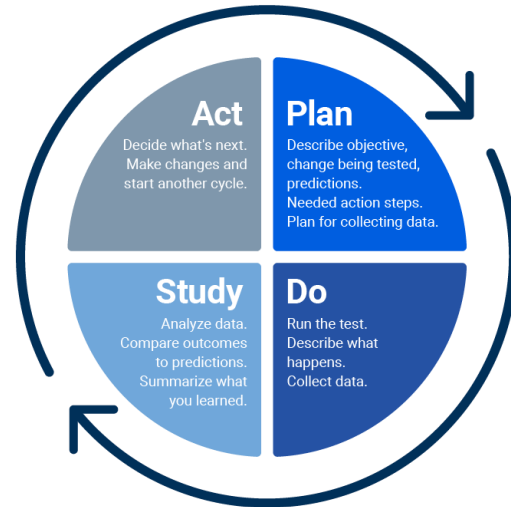 Act
Decide what's next.
Make changes and
start another cycle.
Plan
Describe objective,
change being tested,
predictions.
Needed action steps.
Plan for collecting data.
Study
Analyze data.
Compare outcomes
to predictions.
Summarize what
you learned.
Do
Run the test.
Describe what
happens.
Collect data.